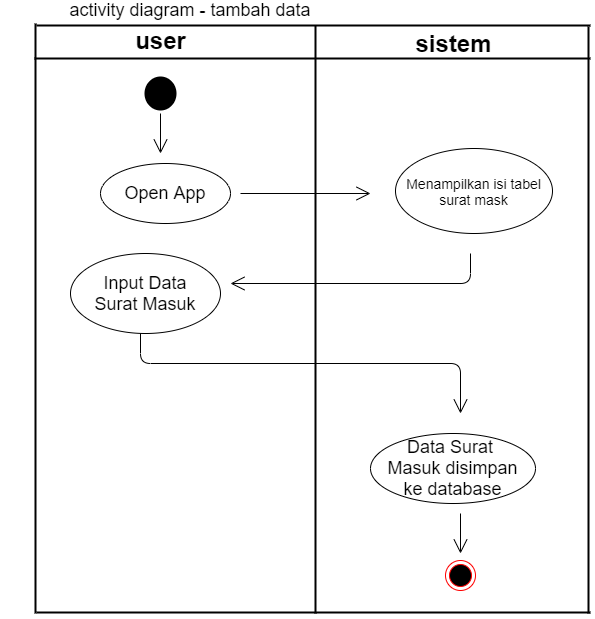 activity diagram - tambah data
user
sistem
Open App
Menampilkan isi tabel
surat mask
Input Data
Surat Masuk
Data Surat
Masuk disimpan
ke database